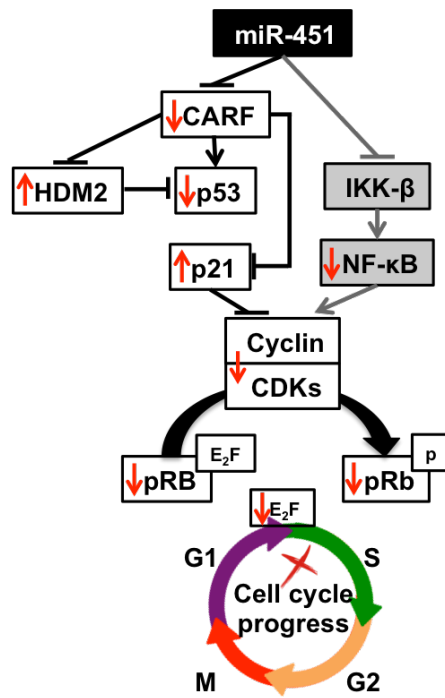 miR-451
CARF
HDM2
p53
IKK-β
p21
NF-κB
Cyclin
CDKs
E₂F
pRB
p
pRb
E₂F
G1
S
Cell cycle
progress
M
G2